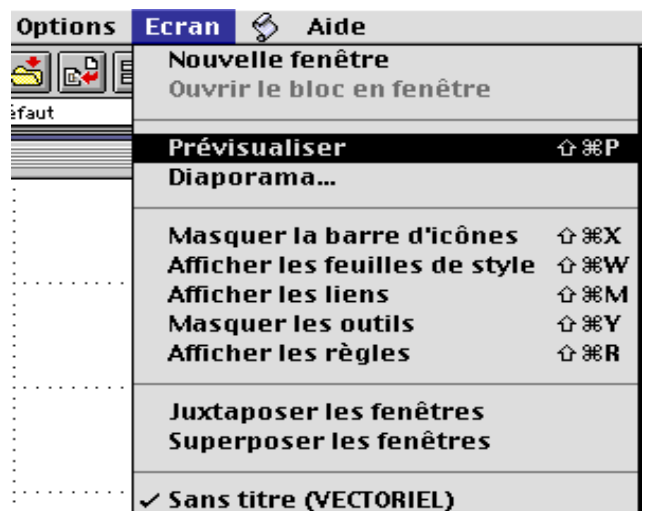 Options Ecran Aide
éfaut
Nouvelle fenêtre
Ouvrir le bloc en fenêtre
Prévisualiser ⇧⌘P
Diaporama...
Masquer la barre d'icônes ⇧⌘X
Afficher les feuilles de style ⇧⌘W
Afficher les liens ⇧⌘M
Masquer les outils ⇧⌘Y
Afficher les règles ⇧⌘R
Juxtaposer les fenêtres
Superposer les fenêtres
✓ Sans titre (VECTORIEL)